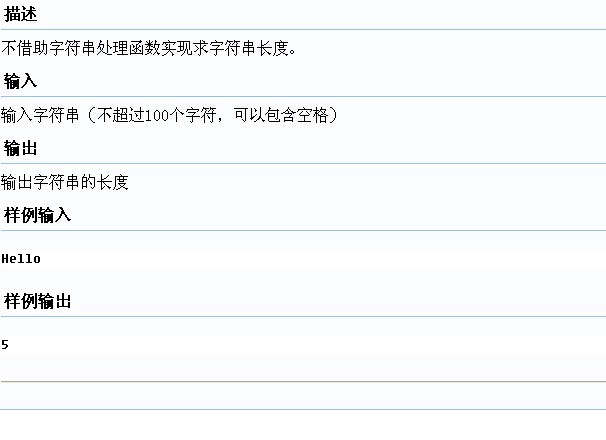 描述
不借助字符串处理函数实现求字符串长度。
输入
输入字符串（不超过100个字符，可以包含空格）
输出
输出字符串的长度
样例输入
Hello
样例输出
5